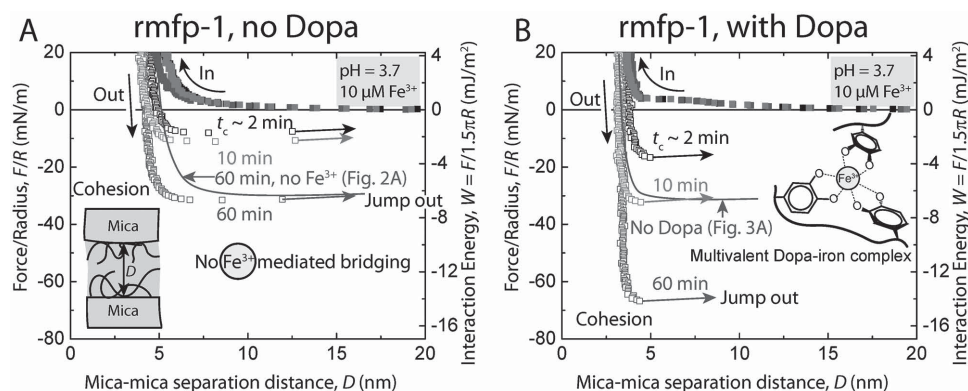 A
rmfp-1, no Dopa
Force/Radius, F/R (mN/m)
20
0
-20
-40
-60
-80
In
Out
pH = 3.7
10 μM Fe³⁺
t_c ~ 2 min
10 min
60 min, no Fe³⁺ (Fig. 2A)
60 min
Jump out
Cohesion
Mica
D
Mica
No Fe³⁺ mediated bridging
4
0
-4
-8
-12
-16
Interaction Energy, W = F/1.5πR (mJ/m²)
0
5
10
15
20
Mica-mica separation distance, D (nm)
B
rmfp-1, with Dopa
Force/Radius, F/R (mN/m)
20
0
-20
-40
-60
-80
In
Out
pH = 3.7
10 μM Fe³⁺
t_c ~ 2 min
10 min
No Dopa (Fig. 3A)
60 min
Jump out
Cohesion
O
O
O
O
O
O
Fe³⁺
Multivalent Dopa-iron complex
4
0
-4
-8
-12
-16
Interaction Energy, W = F/1.5πR (mJ/m²)
0
5
10
15
20
Mica-mica separation distance, D (nm)